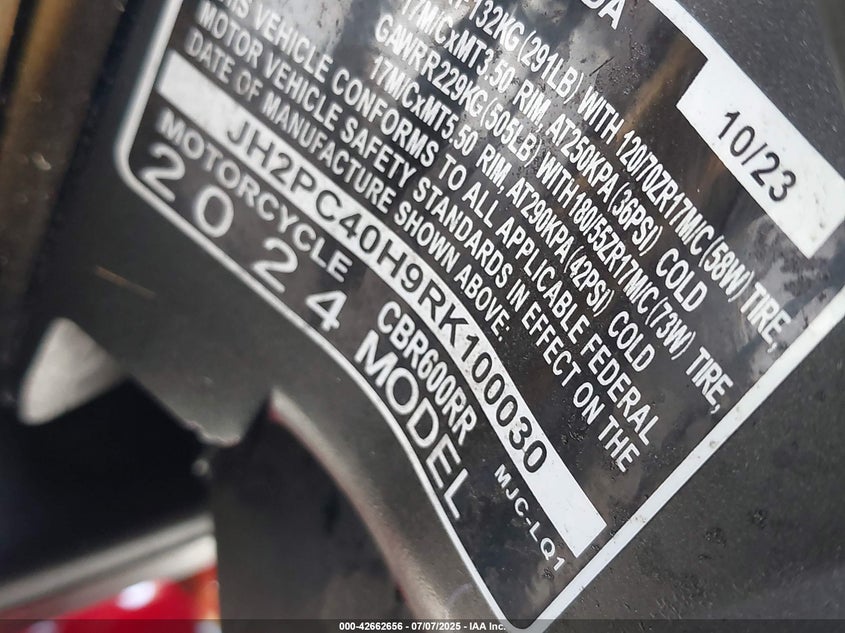 DA
10/23
132KG (291LB) WITH 120/70ZR17M/C (58W) TIRE,
17M/CxMT3.50 RIM, AT250KPA (36PSI) COLD
GAWRR229KG (505LB) WITH 180/55ZR17M/C (73W) TIRE,
17M/CxMT5.50 RIM, AT290KPA (42PSI) COLD
VEHICLE CONFORMS TO ALL APPLICABLE FEDERAL
MOTOR VEHICLE SAFETY STANDARDS IN EFFECT ON THE
DATE OF MANUFACTURE SHOWN ABOVE:
JH2PC40H9RK100030
MOTORCYCLE CBR600RR MJC-LQ1
2024 MODEL
000-42662656 - 07/07/2025 - IAA Inc.